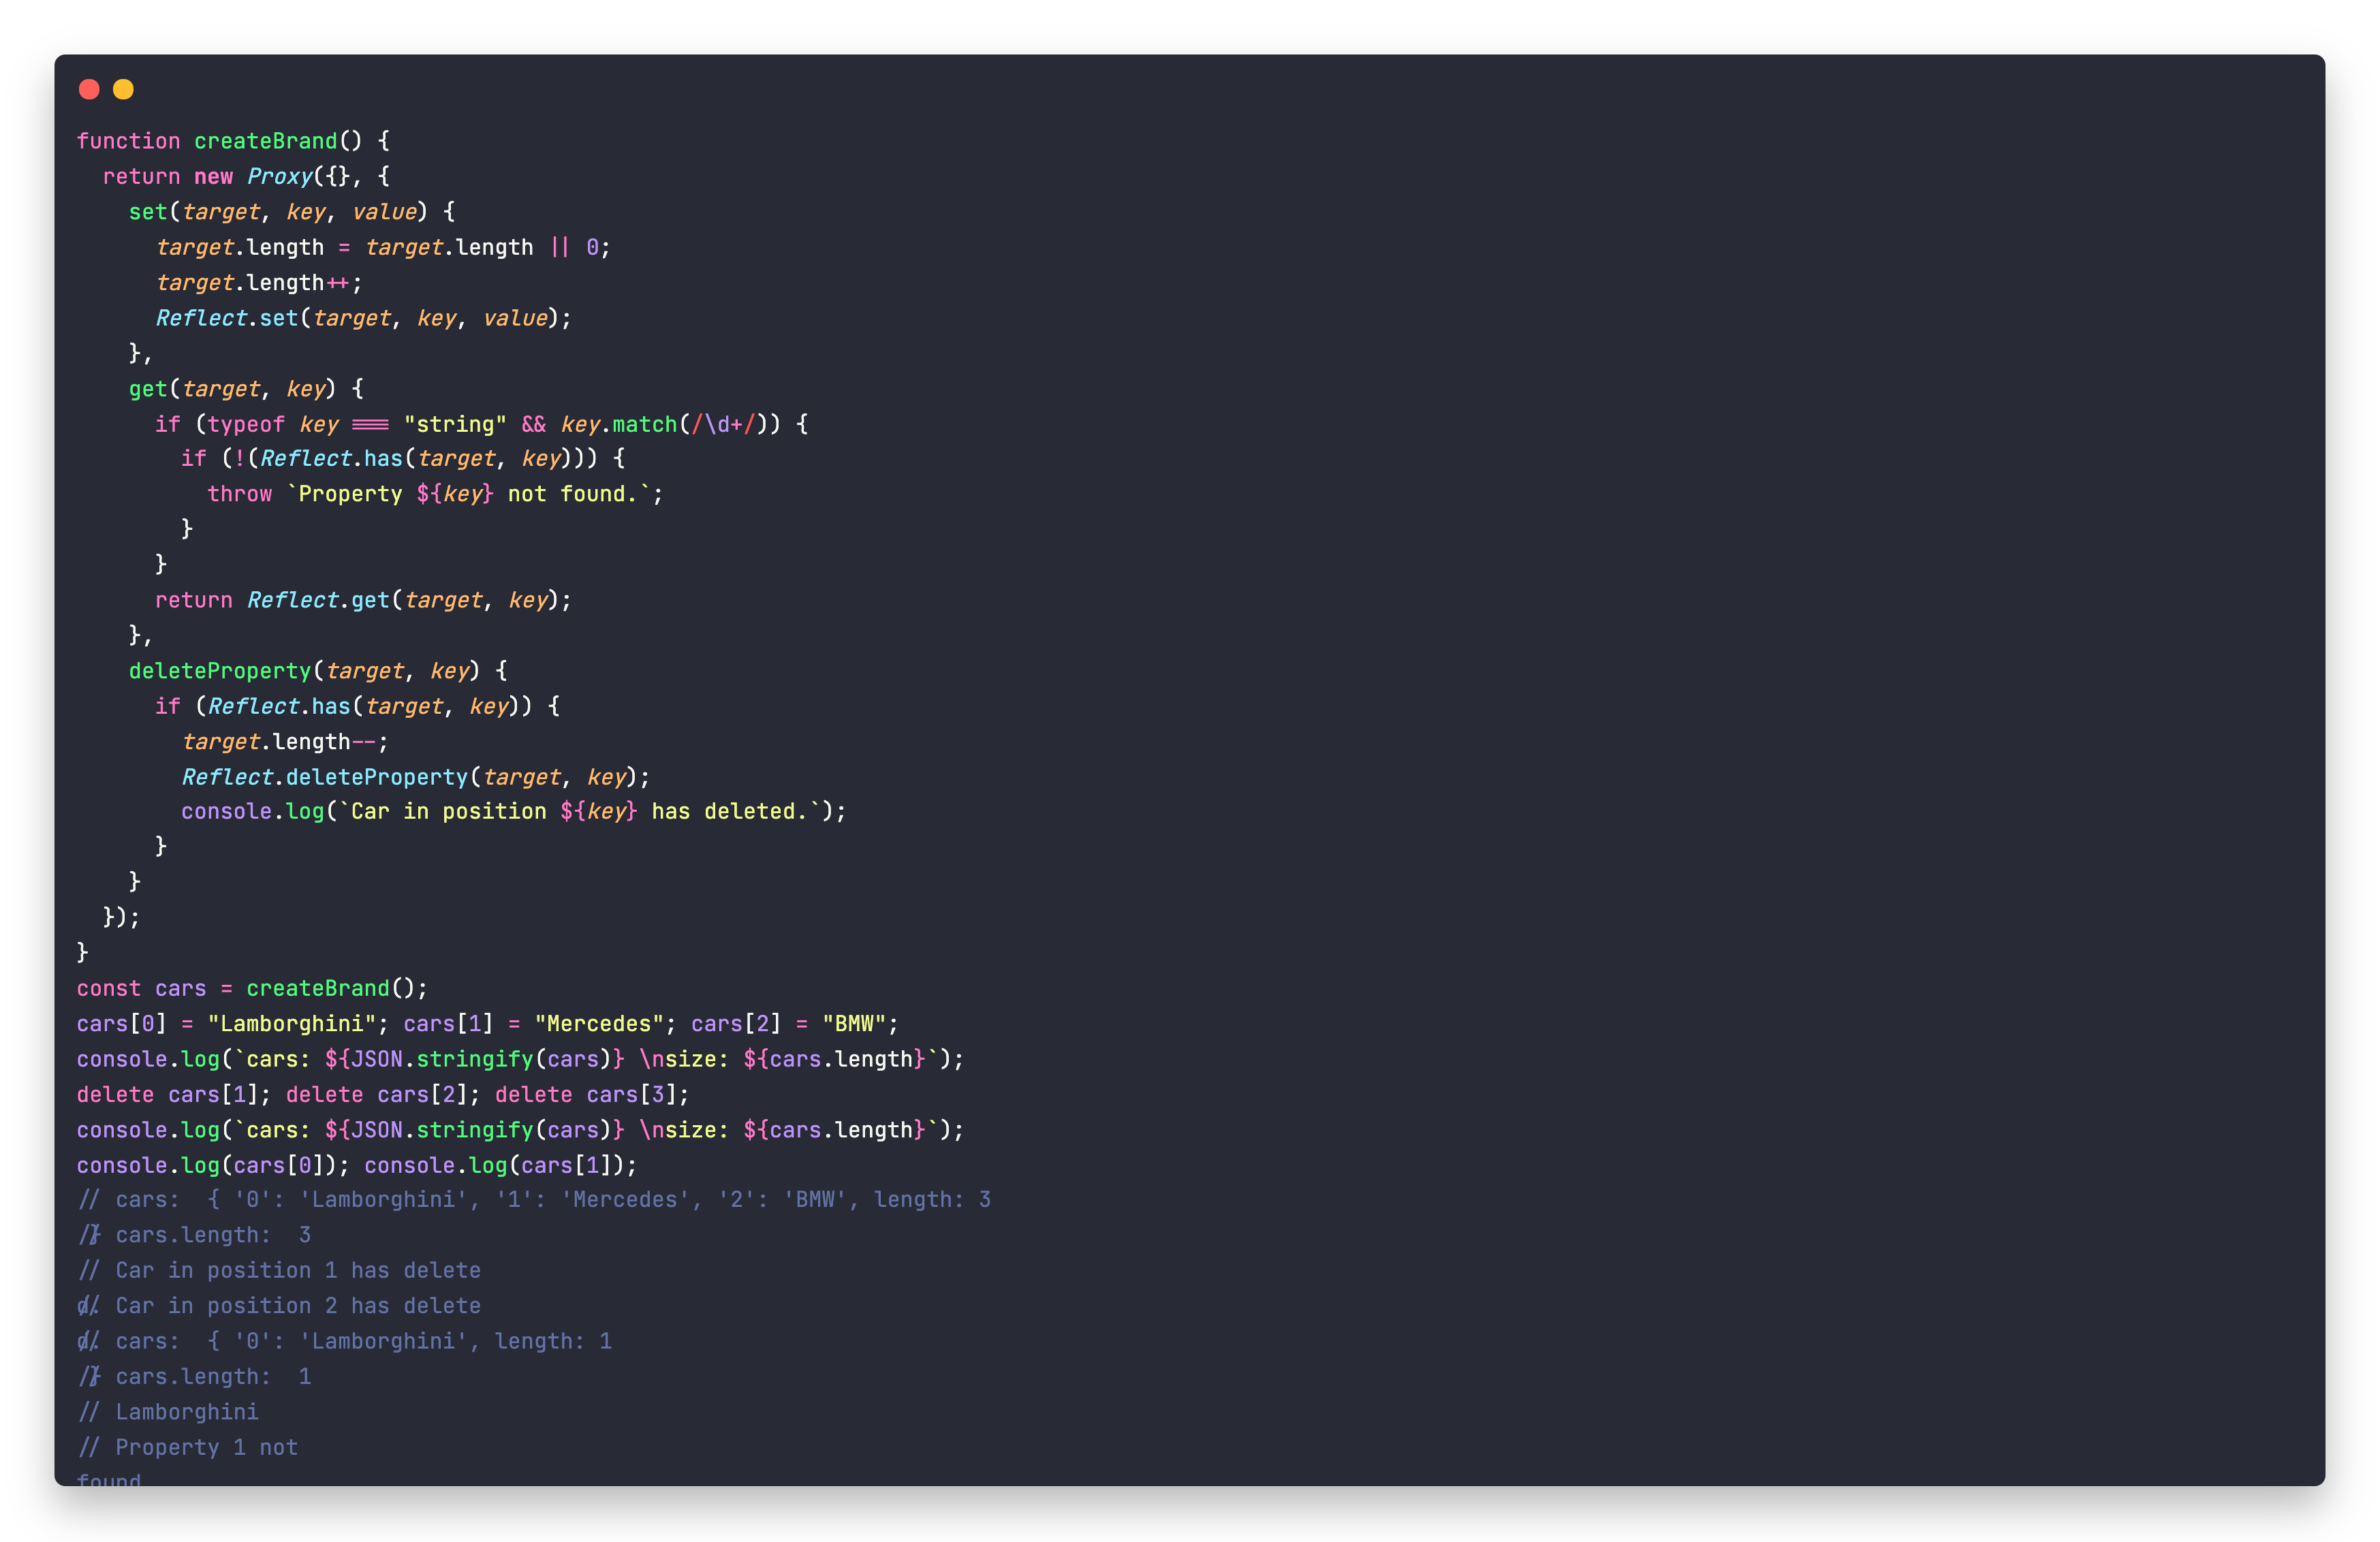 function createBrand() {
  return new Proxy({}, {
    set(target, key, value) {
      target.length = target.length || 0;
      target.length++;
      Reflect.set(target, key, value);
    },
    get(target, key) {
      if (typeof key === "string" && key.match(/\d+/)) {
        if (!(Reflect.has(target, key))) {
          throw `Property ${key} not found.`;
        }
      }
      return Reflect.get(target, key);
    },
    deleteProperty(target, key) {
      if (Reflect.has(target, key)) {
        target.length--;
        Reflect.deleteProperty(target, key);
        console.log(`Car in position ${key} has deleted.`);
      }
    }
  });
}
const cars = createBrand();
cars[0] = "Lamborghini"; cars[1] = "Mercedes"; cars[2] = "BMW";
console.log(`cars: ${JSON.stringify(cars)} \nsize: ${cars.length}`);
delete cars[1]; delete cars[2]; delete cars[3];
console.log(`cars: ${JSON.stringify(cars)} \nsize: ${cars.length}`);
console.log(cars[0]); console.log(cars[1]);
// cars:  { '0': 'Lamborghini', '1': 'Mercedes', '2': 'BMW', length: 3
}
// cars.length:  3
// Car in position 1 has delete
d.
// Car in position 2 has delete
d.
// cars:  { '0': 'Lamborghini', length: 1
}
// cars.length:  1
// Lamborghini
// Property 1 not
found